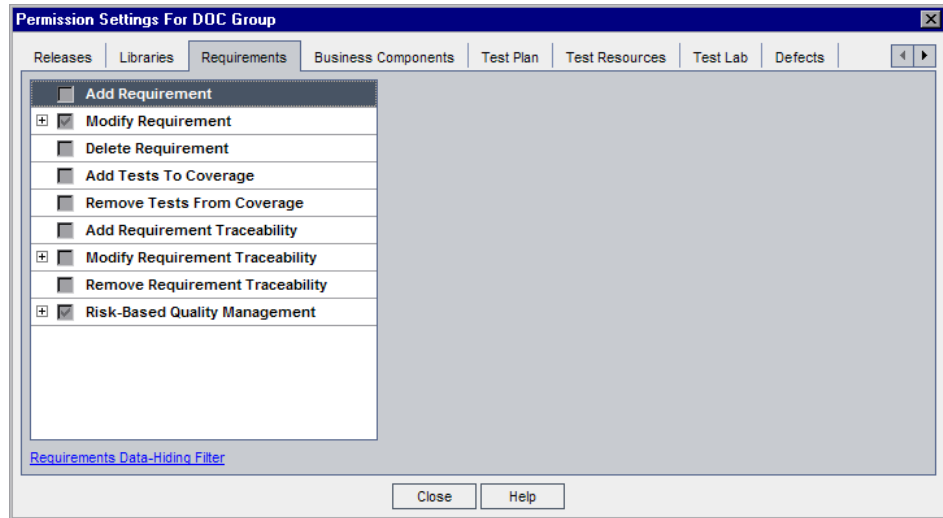 Permission Settings For DOC Group
Releases Libraries Requirements Business Components Test Plan Test Resources Test Lab Defects
Add Requirement
Modify Requirement
Delete Requirement
Add Tests To Coverage
Remove Tests From Coverage
Add Requirement Traceability
Modify Requirement Traceability
Remove Requirement Traceability
Risk-Based Quality Management
Requirements Data-Hiding Filter
Close Help